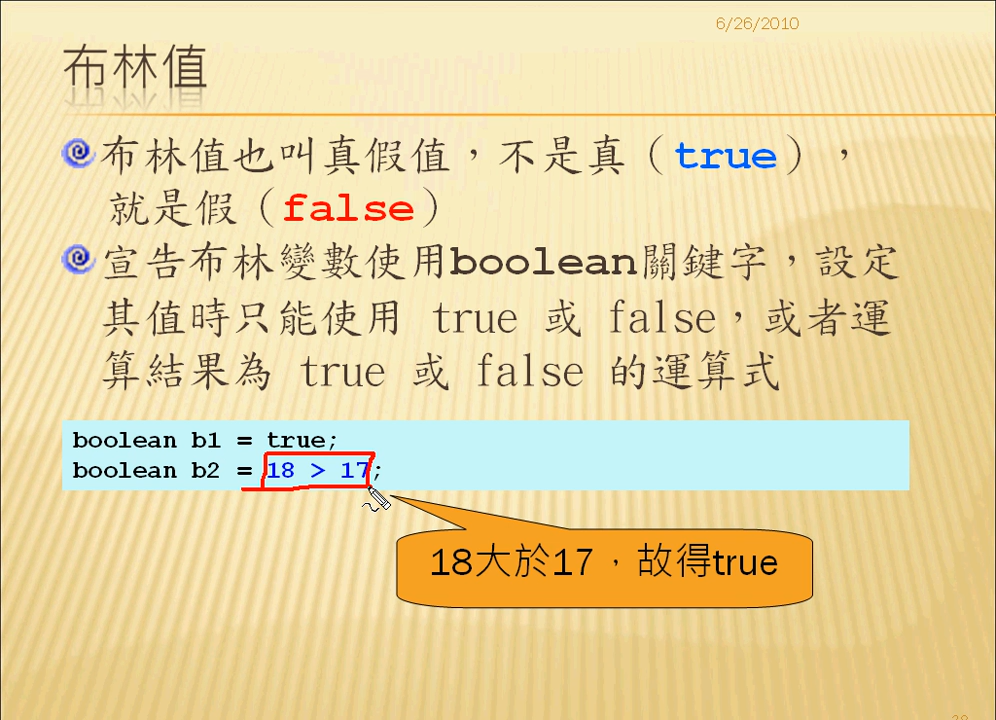 6/26/2010
布林值
布林值也叫真假值，不是真（true），
就是假（false）
宣告布林變數使用boolean關鍵字，設定
其值時只能使用 true 或 false，或者運
算結果為 true 或 false 的運算式
boolean b1 = true;
boolean b2 = 18 > 17;
18大於17，故得true